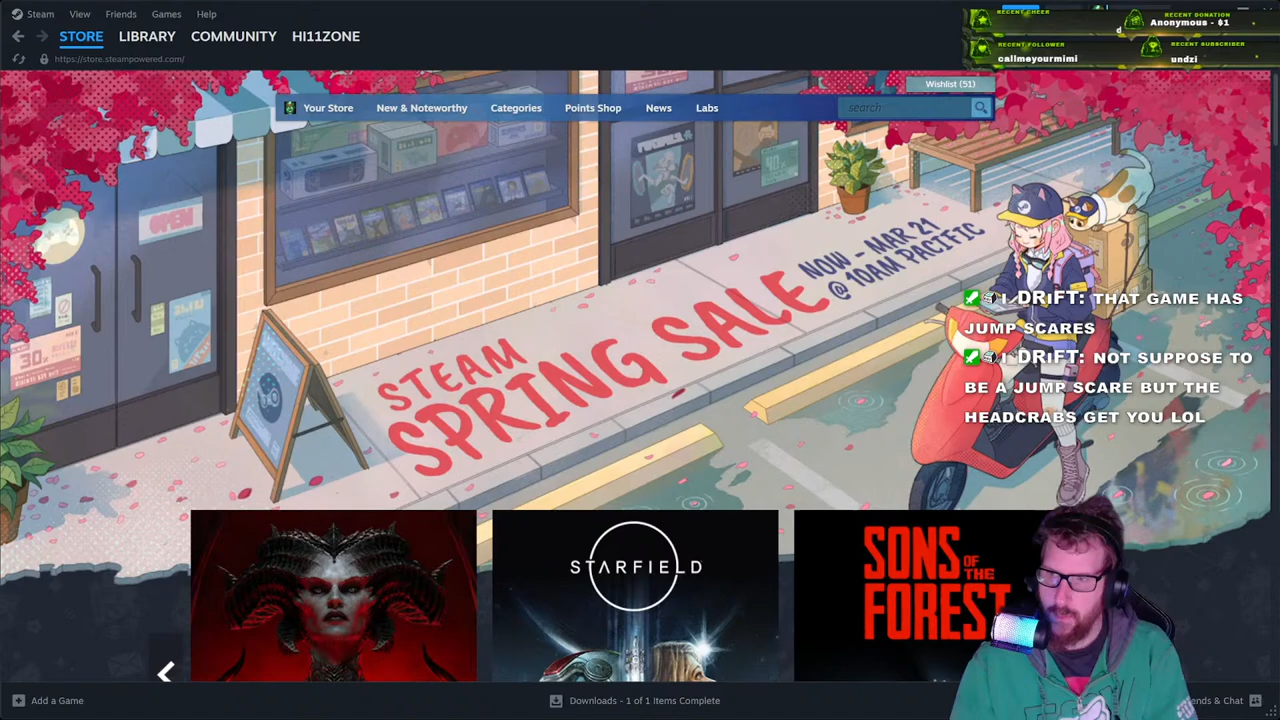 Steam View Friends Games Help
STORE LIBRARY COMMUNITY HI11ZONE
https://store.steampowered.com/
RECENT CHEER
RECENT DONATION
Anonymous - $1
RECENT FOLLOWER
callmeyourmimi
RECENT SUBSCRIBER
undzi
Wishlist (51)
Your Store New & Noteworthy Categories Points Shop News Labs search
OPEN
30%
STEAM
SPRING SALE
NOW - MAR 21
@ 10AM PACIFIC
I DRIFT: THAT GAME HAS
JUMP SCARES
I DRIFT: NOT SUPPOSE TO
BE A JUMP SCARE BUT THE
HEADCRABS GET YOU LOL
STARFIELD
SONS
OF THE
FOREST
Add a Game
Downloads - 1 of 1 Items Complete
ends & Chat